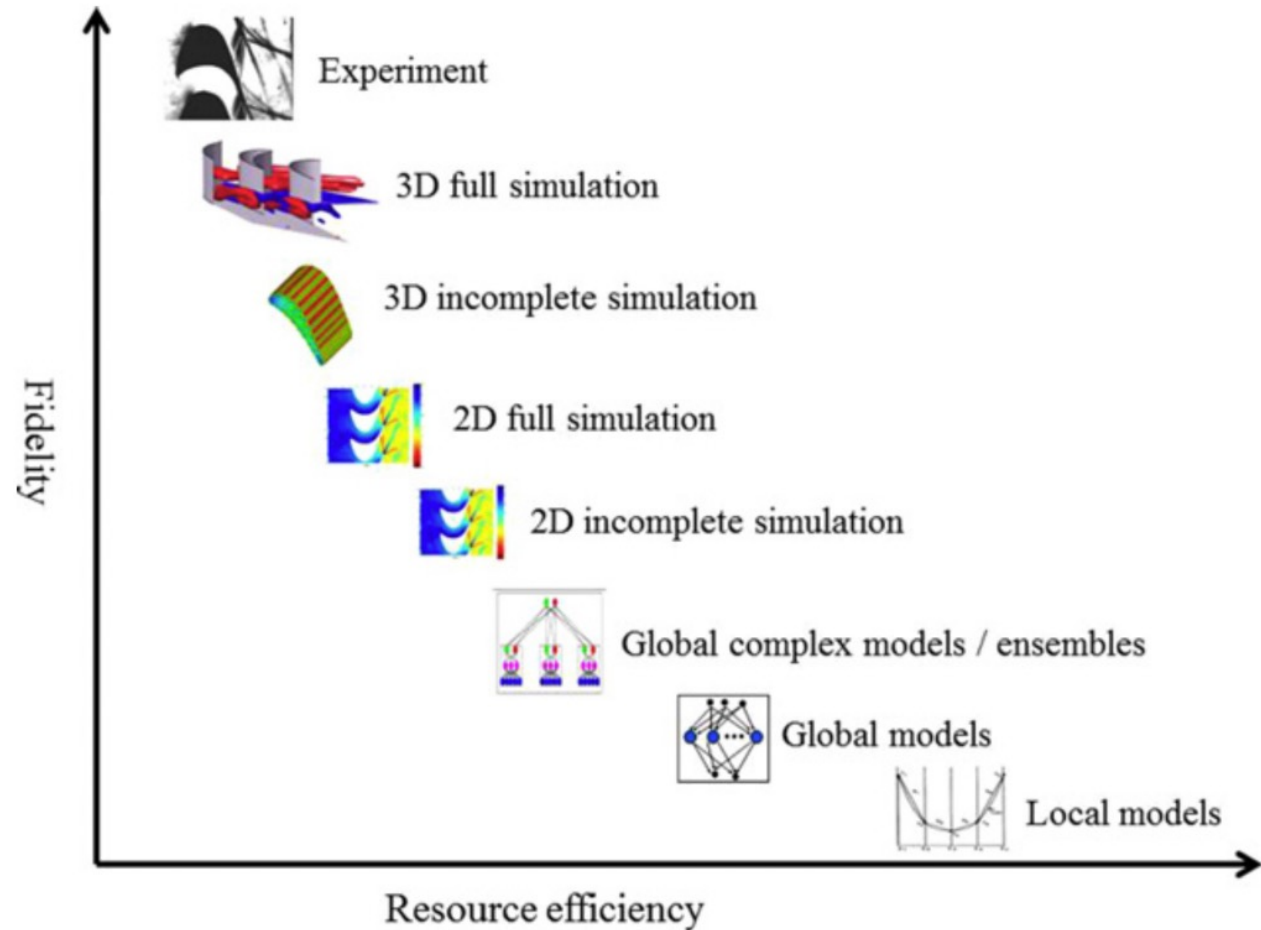 Experiment
3D full simulation
3D incomplete simulation
Fidelity
2D full simulation
2D incomplete simulation
Global complex models / ensembles
Global models
Local models
Resource efficiency